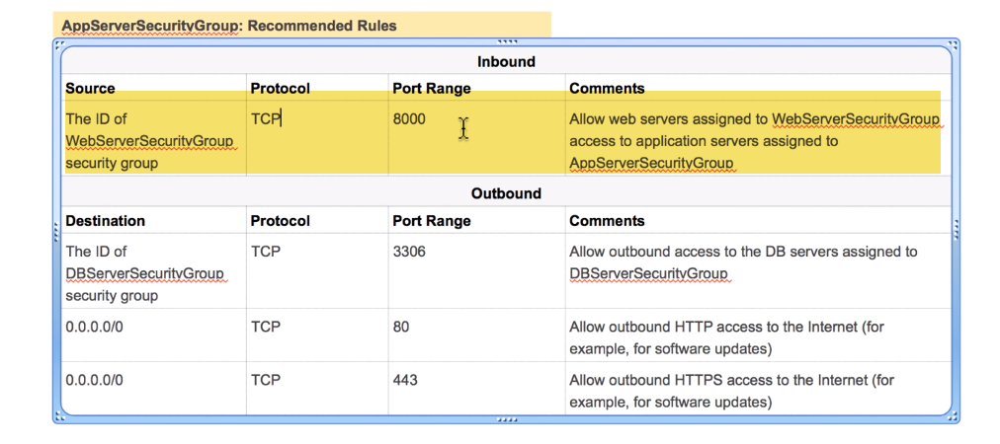 AppServerSecurityGroup: Recommended Rules
Inbound
Source Protocol Port Range Comments
The ID of TCP 8000 Allow web servers assigned to WebServerSecurityGroup
WebServerSecurityGroup access to application servers assigned to
security group AppServerSecurityGroup
Outbound
Destination Protocol Port Range Comments
The ID of TCP 3306 Allow outbound access to the DB servers assigned to
DBServerSecurityGroup DBServerSecurityGroup
security group
0.0.0.0/0 TCP 80 Allow outbound HTTP access to the Internet (for
example, for software updates)
0.0.0.0/0 TCP 443 Allow outbound HTTPS access to the Internet (for
example, for software updates)